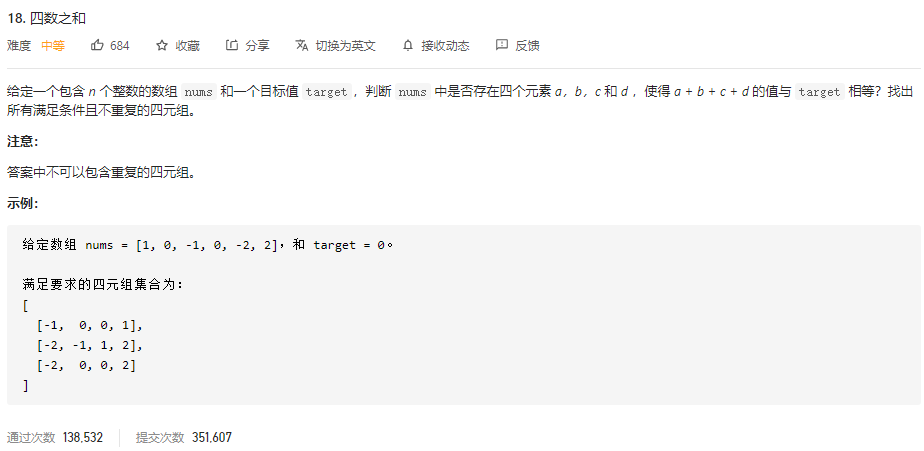 18. 四数之和
难度 中等 684 收藏 分享 切换为英文 接收动态 反馈
给定一个包含 n 个整数的数组 nums 和一个目标值 target，判断 nums 中是否存在四个元素 a，b，c 和 d ，使得 a + b + c + d 的值与 target 相等？找出
所有满足条件且不重复的四元组。
注意：
答案中不可以包含重复的四元组。
示例：
给定数组 nums = [1, 0, -1, 0, -2, 2]，和 target = 0。
满足要求的四元组集合为：
[
[-1, 0, 0, 1],
[-2, -1, 1, 2],
[-2, 0, 0, 2]
]
通过次数 138,532 提交次数 351,607